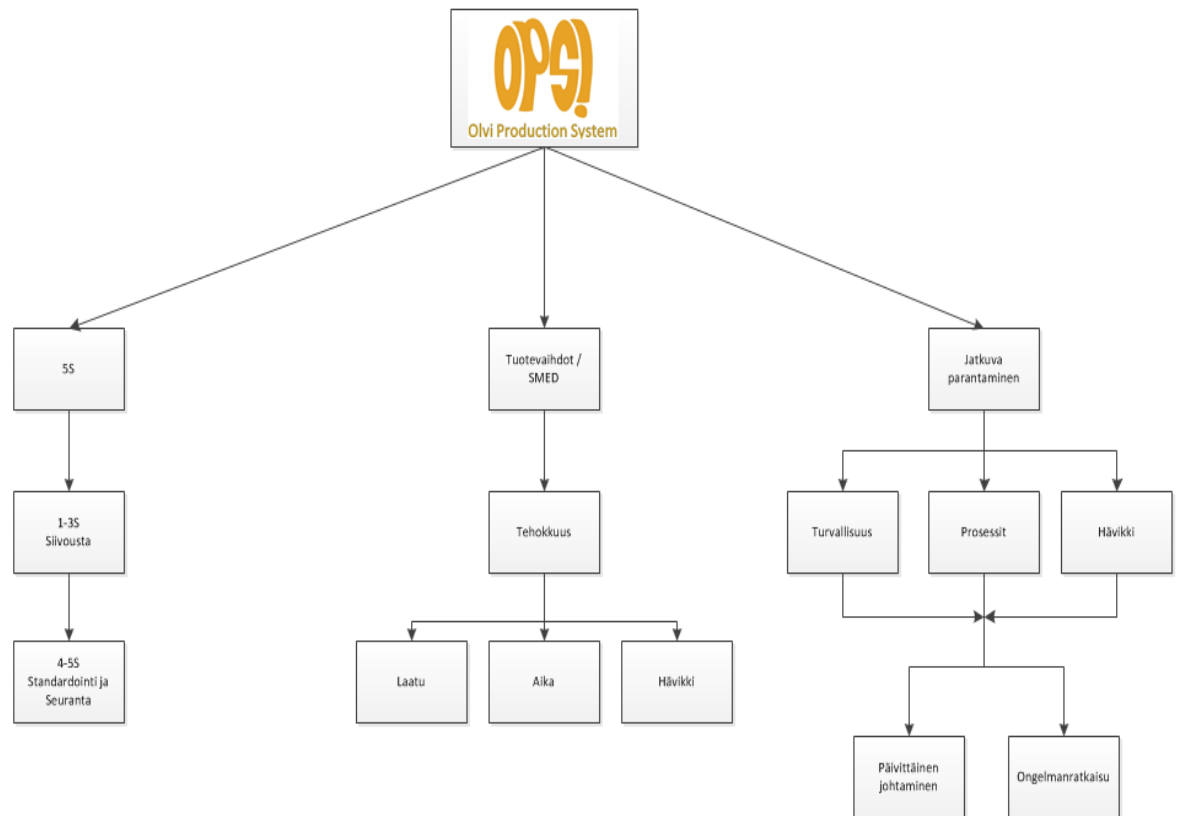 OPS!
Olvi Production System
5S
Tuotevaihdot /
SMED
Jatkuva
parantaminen
1-3S
Siivousta
Tehokkuus
Turvallisuus
Prosessit
Hävikki
4-5S
Standardointi ja
Seuranta
Laatu
Aika
Hävikki
Päivittäinen
johtaminen
Ongelmanratkaisu